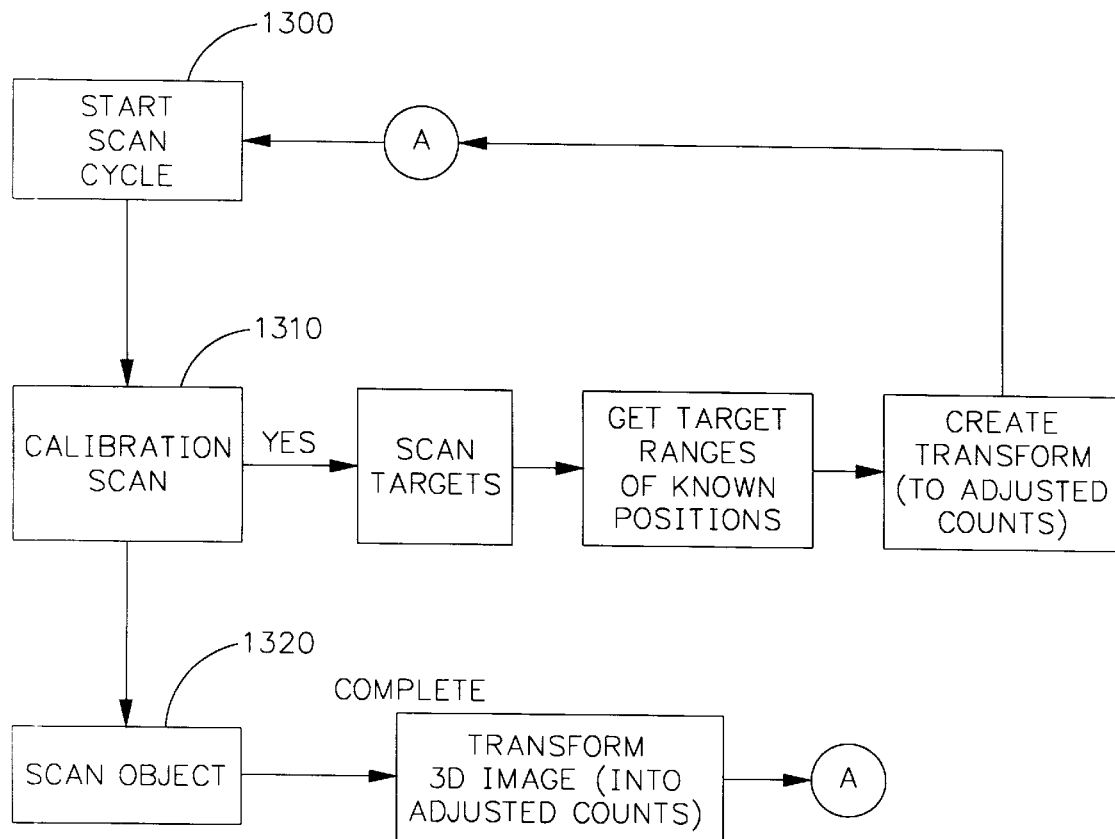 1300
START
SCAN
CYCLE
A
1310
CALIBRATION
SCAN
YES
SCAN
TARGETS
GET TARGET
RANGES
OF KNOWN
POSITIONS
CREATE
TRANSFORM
(TO ADJUSTED
COUNTS)
1320
SCAN OBJECT
COMPLETE
TRANSFORM
3D IMAGE (INTO
ADJUSTED COUNTS)
A